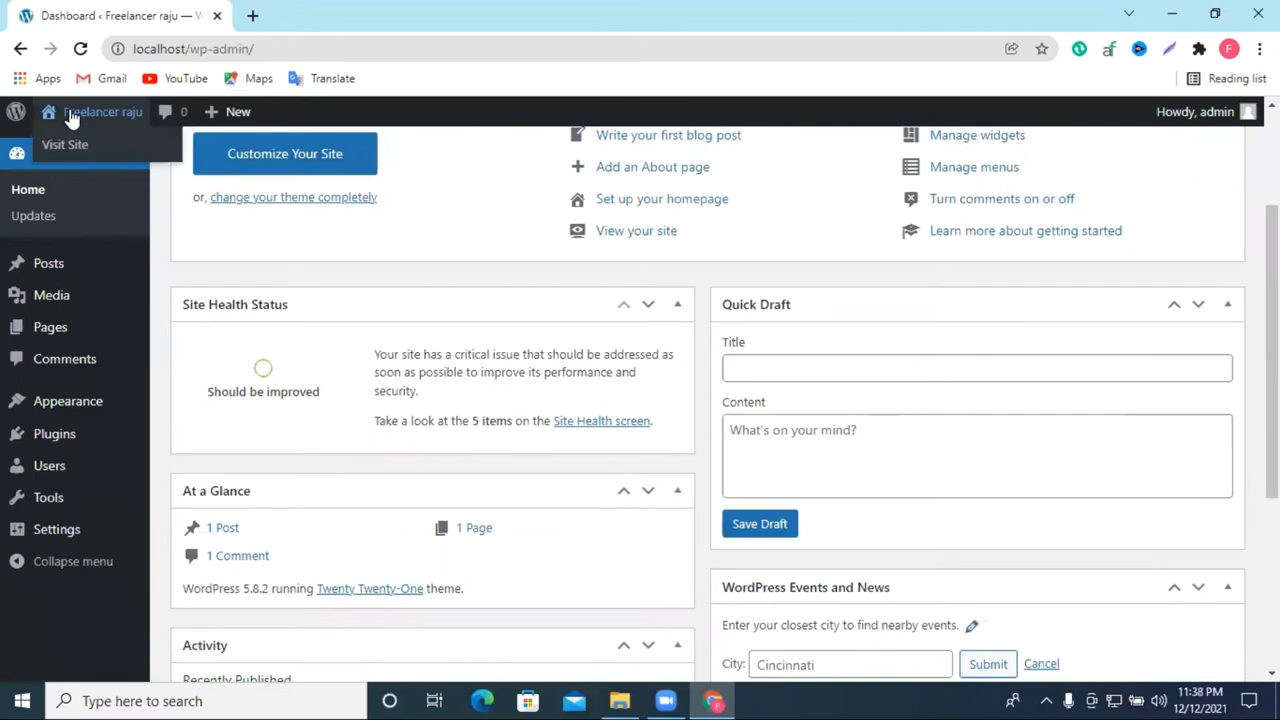 Dashboard ‹ Freelancer raju — W
localhost/wp-admin/
F
Apps
Gmail
YouTube
Maps
Translate
Reading list
Freelancer raju
0
New
Howdy, admin
Visit Site
Customize Your Site
or, change your theme completely
Write your first blog post
Add an About page
Set up your homepage
View your site
Manage widgets
Manage menus
Turn comments on or off
Learn more about getting started
Home
Updates
Posts
Media
Pages
Comments
Appearance
Plugins
Users
Tools
Settings
Collapse menu
Site Health Status
Should be improved
Your site has a critical issue that should be addressed as
soon as possible to improve its performance and
security.
Take a look at the 5 items on the Site Health screen.
At a Glance
1 Post
1 Page
1 Comment
WordPress 5.8.2 running Twenty Twenty-One theme.
Activity
Recently Published
Quick Draft
Title
Content
What's on your mind?
Save Draft
WordPress Events and News
Enter your closest city to find nearby events.
City:
Cincinnati
Submit
Cancel
Type here to search
11:38 PM
12/12/2021